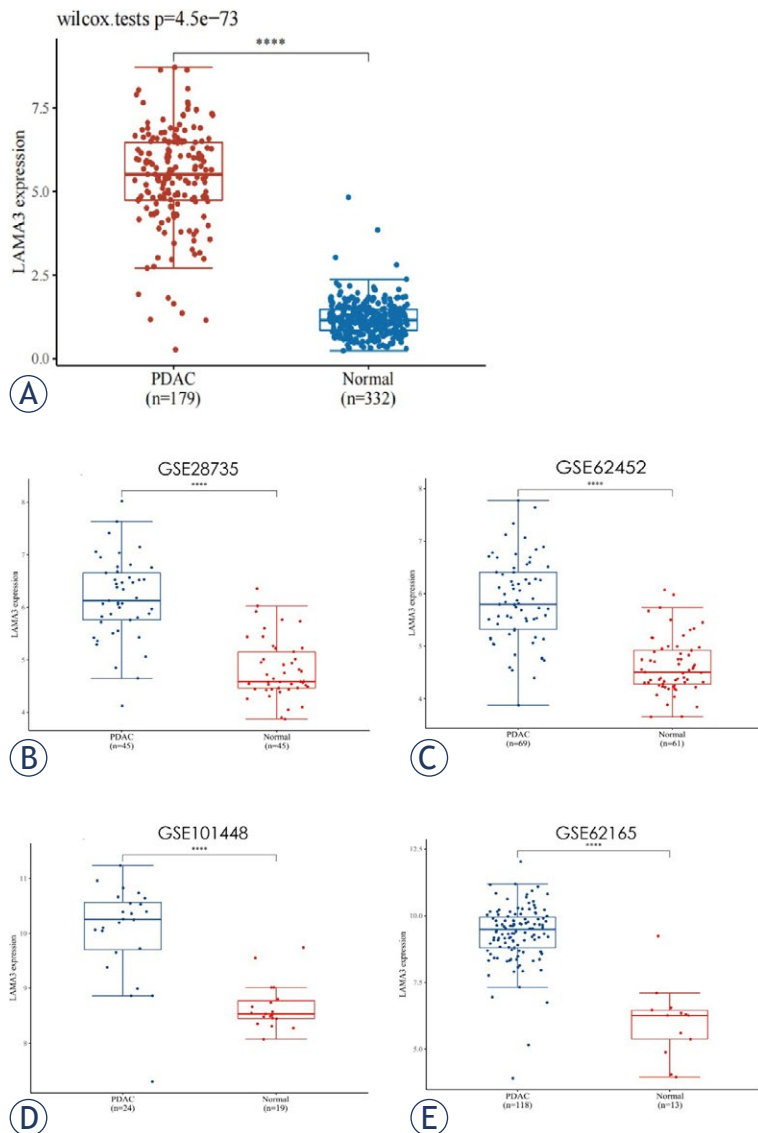 wilcox.tests p=4.5e−73
****
LAMA3 expression
7.5
5.0
2.5
0.0
PDAC
(n=179)
Normal
(n=332)
A
GSE28735
****
LAMA3 expression
8
7
6
5
4
PDAC
(n=45)
Normal
(n=45)
B
GSE62452
****
LAMA3 expression
8
7
6
5
4
PDAC
(n=69)
Normal
(n=61)
C
GSE101448
****
LAMA3 expression
11
10
9
8
PDAC
(n=24)
Normal
(n=19)
D
GSE62165
****
LAMA3 expression
12.5
10.0
7.5
5.0
PDAC
(n=118)
Normal
(n=13)
E